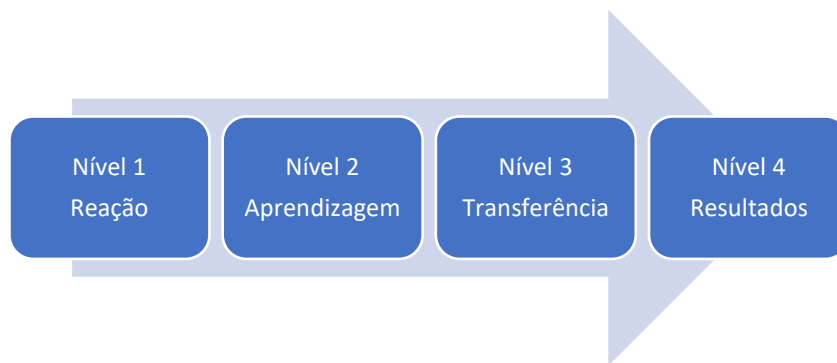 Nível 1
Reação
Nível 2
Aprendizagem
Nível 3
Transferência
Nível 4
Resultados